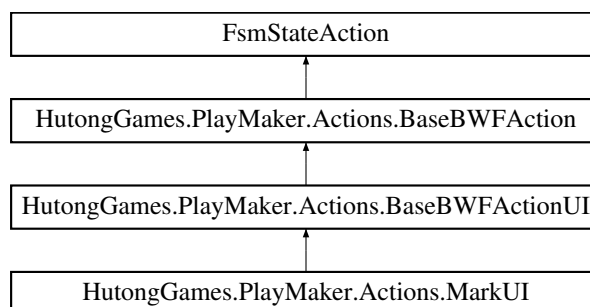 FsmStateAction
HutongGames.PlayMaker.Actions.BaseBWFAction
HutongGames.PlayMaker.Actions.BaseBWFActionUI
HutongGames.PlayMaker.Actions.MarkUI